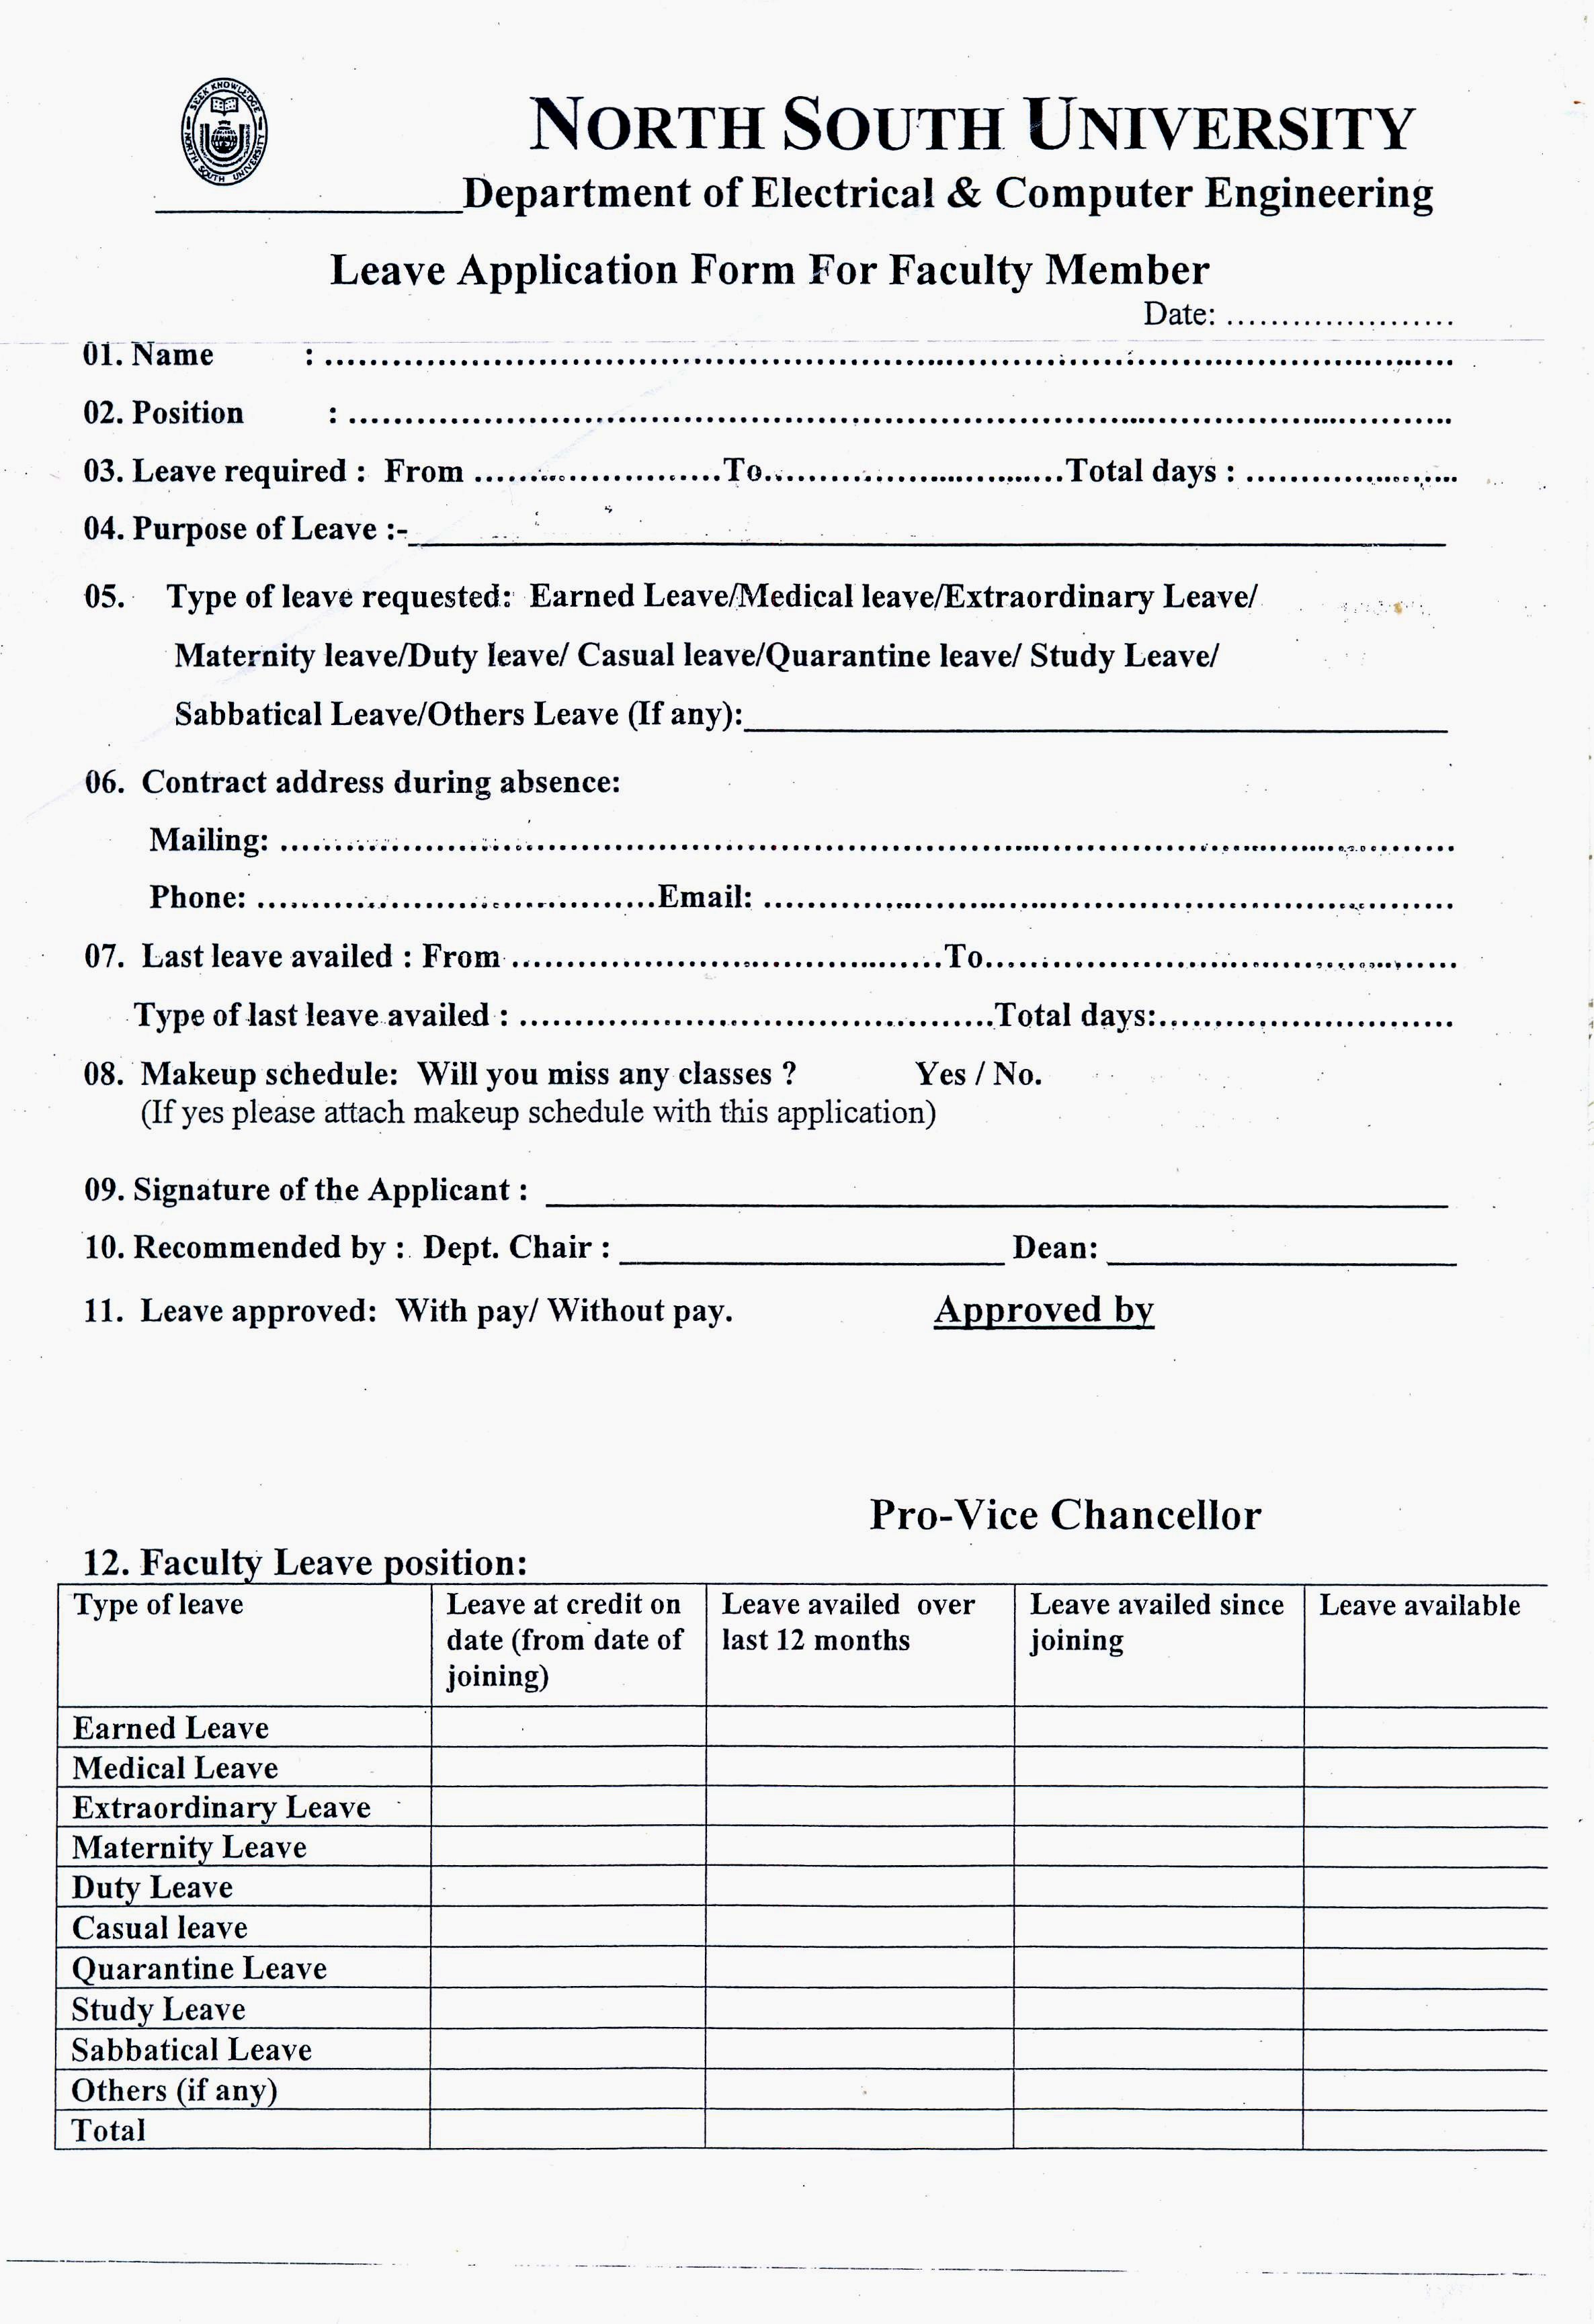 SEEK KNOWLEDGE
NORTH SOUTH UNIVERSITY
NORTH SOUTH UNIVERSITY
Department of Electrical & Computer Engineering
Leave Application Form For Faculty Member
Date: .....................
01. Name : ....................................................................................
02. Position : ....................................................................................
03. Leave required : From ......................To...........................Total days : ...................
04. Purpose of Leave :-____________________
05. Type of leave requested: Earned Leave/Medical leave/Extraordinary Leave/
Maternity leave/Duty leave/ Casual leave/Quarantine leave/ Study Leave/
Sabbatical Leave/Others Leave (If any):____________________
06. Contract address during absence:
Mailing: ....................................................................................
Phone: ....................................Email: ..............................................................
07. Last leave availed : From .......................................To..........................................
Type of last leave availed : ...........................................Total days:...........................
08. Makeup schedule: Will you miss any classes ? Yes / No.
(If yes please attach makeup schedule with this application)
09. Signature of the Applicant : ____________________
10. Recommended by : Dept. Chair : ____________________ Dean: ____________________
11. Leave approved: With pay/ Without pay. Approved by
Pro-Vice Chancellor
12. Faculty Leave position:
Type of leave Leave at credit on Leave availed over Leave availed since Leave available
date (from date of last 12 months joining
joining)
Earned Leave
Medical Leave
Extraordinary Leave
Maternity Leave
Duty Leave
Casual leave
Quarantine Leave
Study Leave
Sabbatical Leave
Others (if any)
Total